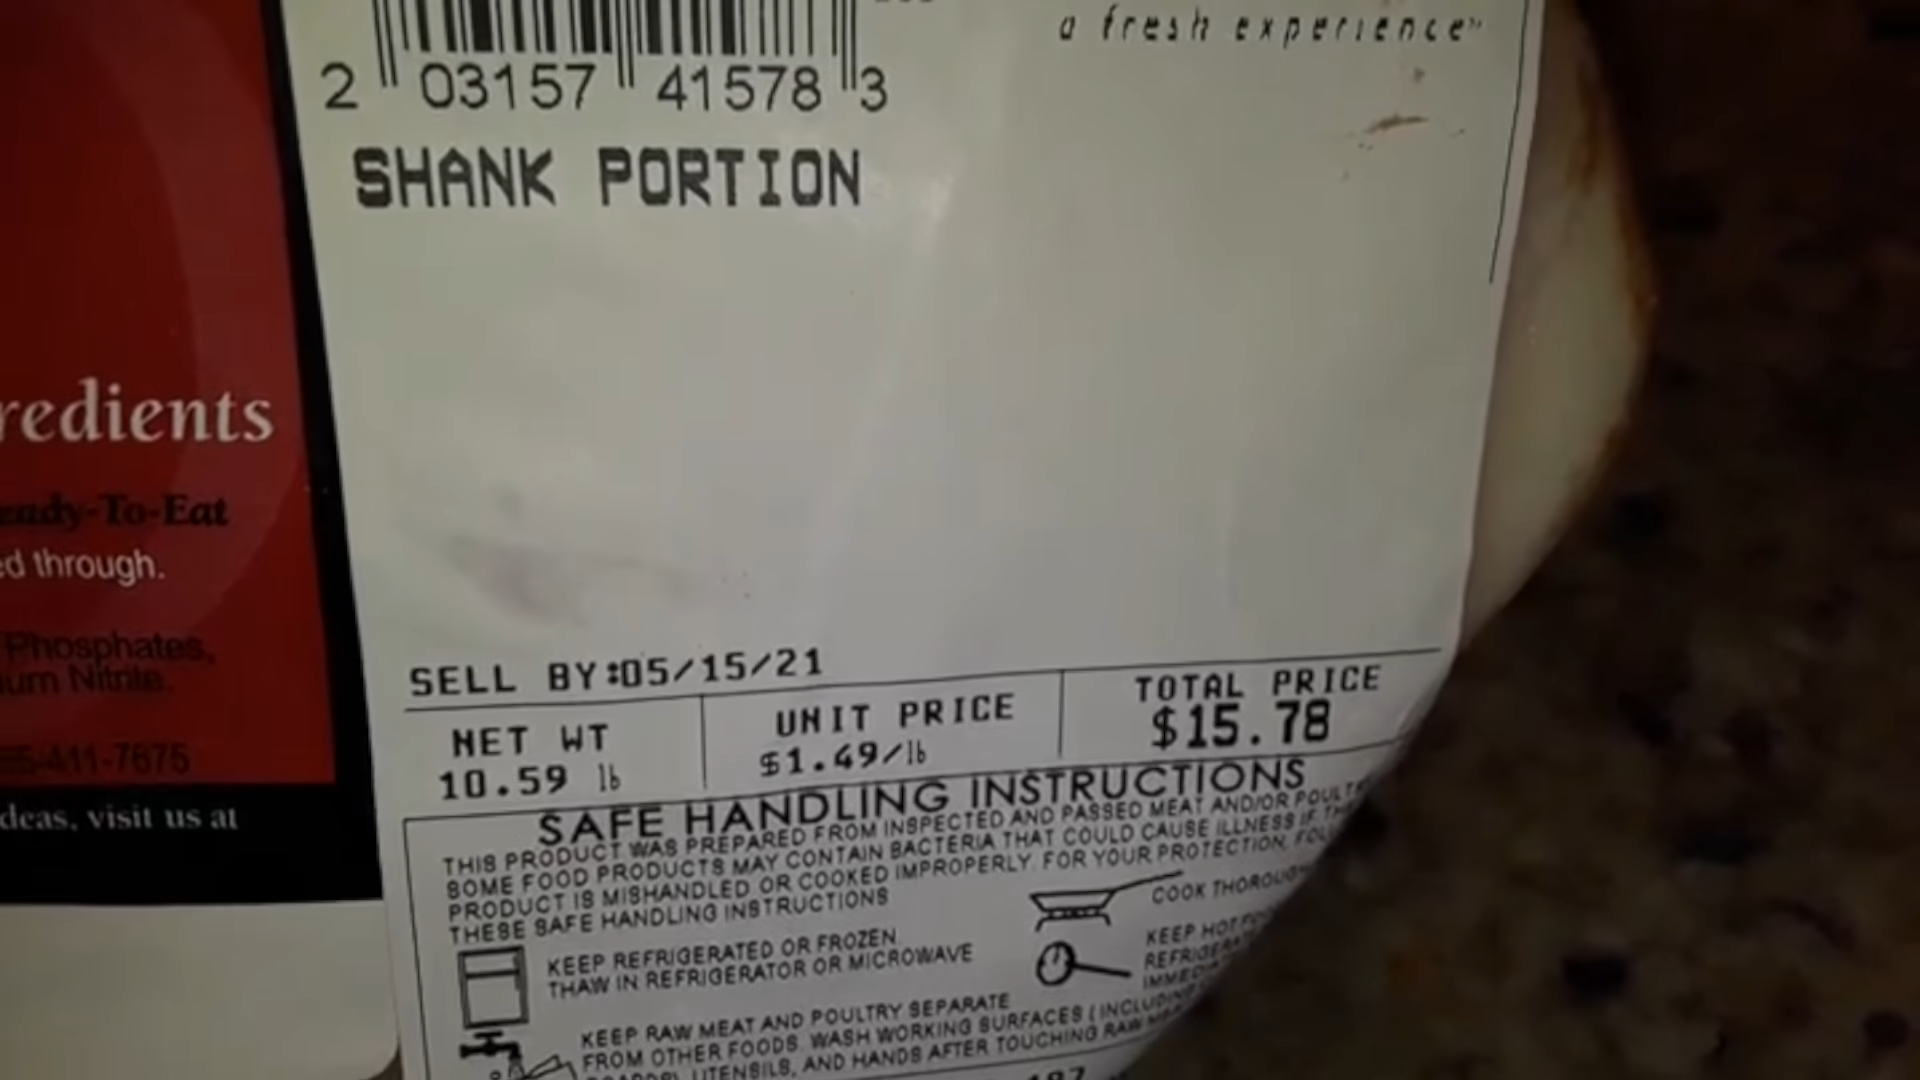 a fresh experience
2 03157 41578 3
SHANK PORTION
redients
eady-To-Eat
ed through.
Phosphates,
ium Nitrite.
5-411-7675
deas, visit us at
SELL BY:05/15/21
NET WT
10.59 lb
UNIT PRICE
$1.49/lb
TOTAL PRICE
$15.78
SAFE HANDLING INSTRUCTIONS
THIS PRODUCT WAS PREPARED FROM INSPECTED AND PASSED MEAT AND/OR POULT
SOME FOOD PRODUCTS MAY CONTAIN BACTERIA THAT COULD CAUSE ILLNESS IF TH
PRODUCT IS MISHANDLED OR COOKED IMPROPERLY. FOR YOUR PROTECTION, FOL
THESE SAFE HANDLING INSTRUCTIONS
KEEP REFRIGERATED OR FROZEN
THAW IN REFRIGERATOR OR MICROWAVE
COOK THOROUG
KEEP HOT FO
REFRIGERA
IMMEDIA
KEEP RAW MEAT AND POULTRY SEPARATE
FROM OTHER FOODS. WASH WORKING SURFACES (INCLUDING
BOARDS), UTENSILS, AND HANDS AFTER TOUCHING RAW